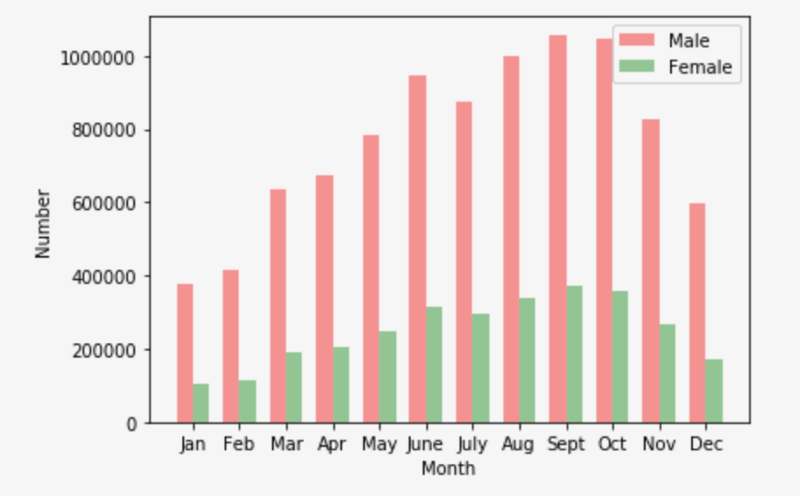 Male
Female
1000000
800000
600000
400000
200000
0
Number
Jan Feb Mar Apr May June July Aug Sept Oct Nov Dec
Month